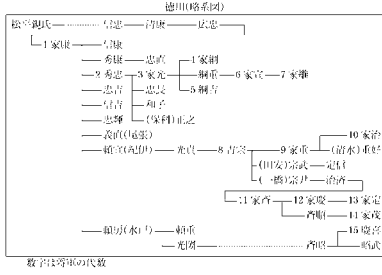 徳川(略系図)
松平親氏 信忠 清康 広忠
1家康 信康
秀康 忠直 4家綱
2秀忠 3家光 綱重 6家宣 7家継
忠吉 忠長 5綱吉
信吉 和子
忠輝 (保科)正之
義直(尾張) 10家治
頼宣(紀伊) 光貞 8吉宗 9家重 (清水)重好
(田安)宗武 定信
(一橋)宗尹 治済
11家斉 12家慶 13家定
斉順 14家茂
頼房(水戸) 頼重 15慶喜
光圀 斉昭 昭武
数字は将軍の代数